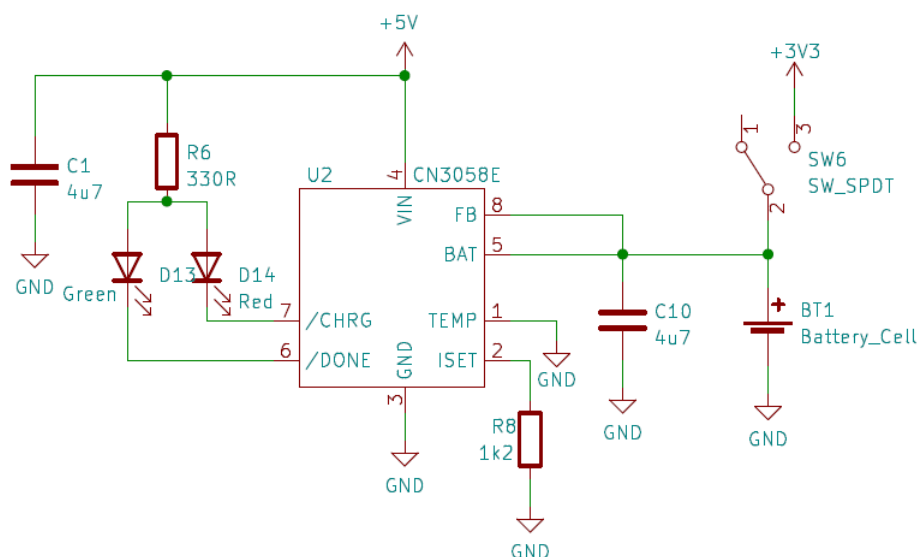 +5V
+3V3
1
3
SW6
SW_SPDT
2
C1
4u7
R6
330R
U2
CN3058E
4
VIN
FB
8
BAT
5
GND
D13
D14
Green
Red
7
/CHRG
TEMP
1
C10
4u7
BT1
Battery_Cell
+
6
/DONE
GND
ISET
2
GND
3
R8
1k2
GND
GND
GND
GND